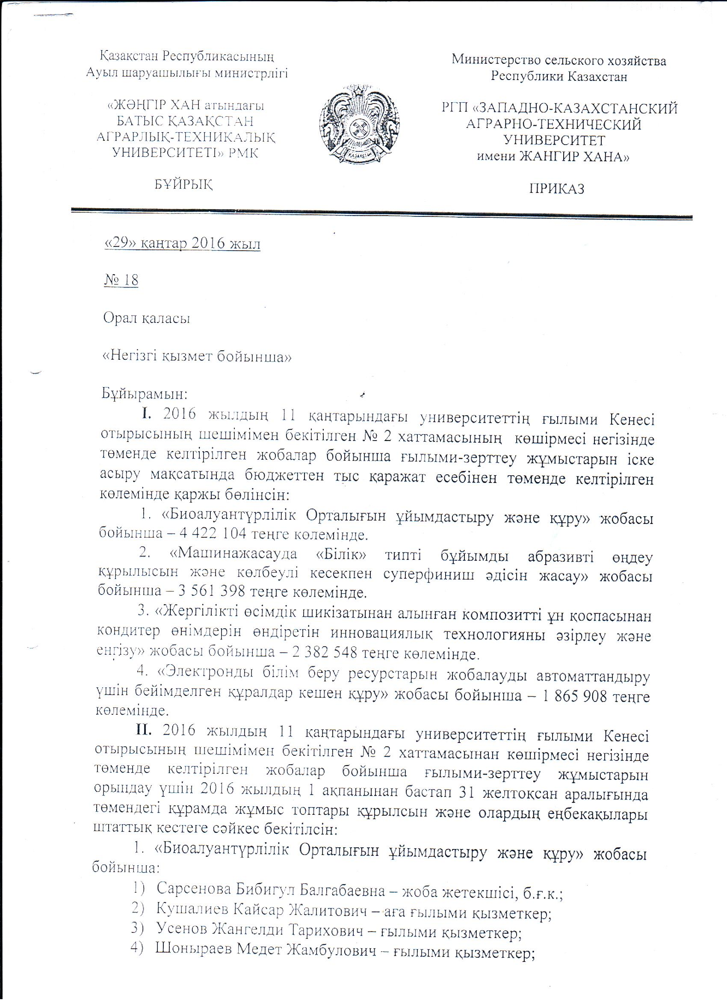 Қазақстан Республикасының
Ауыл шаруашылығы министрлігі
«ЖӘҢГІР ХАН атындағы
БАТЫС ҚАЗАҚСТАН
АГРАРЛЫҚ-ТЕХНИКАЛЫҚ
УНИВЕРСИТЕТІ» РМК
БҰЙРЫҚ
ҚАЗАҚСТАН
Министерство сельского хозяйства
Республики Казахстан
РГП «ЗАПАДНО-КАЗАХСТАНСКИЙ
АГРАРНО-ТЕХНИЧЕСКИЙ
УНИВЕРСИТЕТ
имени ЖАНГИР ХАНА»
ПРИКАЗ
«29» қаңтар 2016 жыл
№ 18
Орал қаласы
«Негізгі қызмет бойынша»
Бұйырамын:
I. 2016 жылдың 11 қаңтарындағы университеттің ғылыми Кенесі
отырысының шешімімен бекітілген № 2 хаттамасының көшірмесі негізінде
төменде келтірілген жобалар бойынша ғылыми-зерттеу жұмыстарын іске
асыру мақсатында бюджеттен тыс қаражат есебінен төменде келтірілген
көлемінде қаржы бөлінсін:
1. «Биоалуантүрлілік Орталығын ұйымдастыру және құру» жобасы
бойынша – 4 422 104 теңге көлемінде.
2. «Машинажасауда «Білік» типті бұйымды абразивті өңдеу
құрылысын және көлбеулі кесекпен суперфиниш әдісін жасау» жобасы
бойынша – 3 561 398 теңге көлемінде.
3. «Жергілікті өсімдік шикізатынан алынған композитті ұн қоспасынан
кондитер өнімдерін өндіретін инновациялық технологияны әзірлеу және
енгізу» жобасы бойынша – 2 382 548 теңге көлемінде.
4. «Электронды білім беру ресурстарын жобалауды автоматтандыру
үшін бейімделген құралдар кешен құру» жобасы бойынша – 1 865 908 теңге
көлемінде.
II. 2016 жылдың 11 қаңтарындағы университеттің ғылыми Кенесі
отырысының шешімімен бекітілген № 2 хаттамасынан көшірмесі негізінде
төменде келтірілген жобалар бойынша ғылыми-зерттеу жұмыстарын
орындау үшін 2016 жылдың 1 ақпанынан бастап 31 желтоқсан аралығында
төмендегі құрамда жұмыс топтары құрылсын және олардың еңбекақылары
штаттық кестеге сәйкес бекітілсін:
1. «Биоалуантүрлілік Орталығын ұйымдастыру және құру» жобасы
бойынша:
1) Сарсенова Бибигул Балгабаевна – жоба жетекшісі, б.ғ.к.;
2) Кушалиев Кайсар Жалитович – аға ғылыми қызметкер;
3) Усенов Жангелди Тарихович – ғылыми қызметкер;
4) Шоныраев Медет Жамбулович – ғылыми қызметкер;